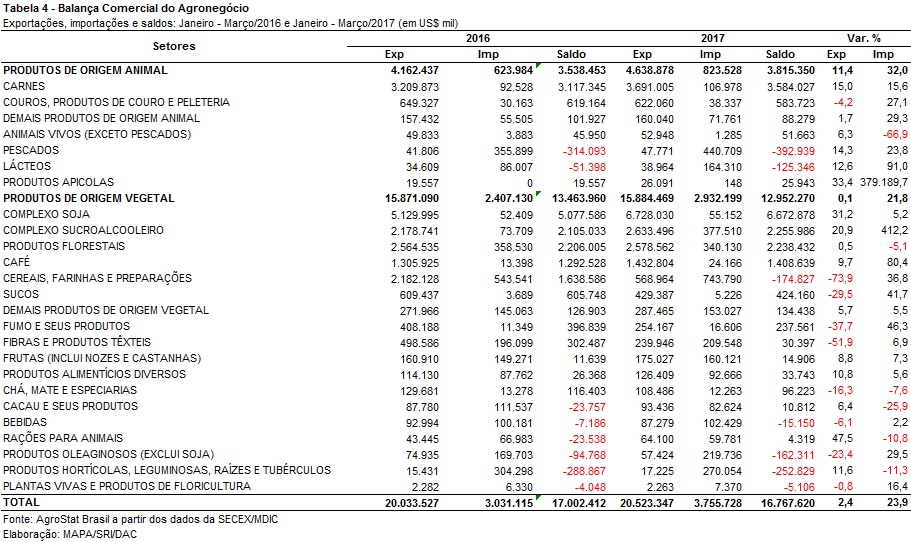 Tabela 4 - Balança Comercial do Agronegócio
Exportações, importações e saldos: Janeiro - Março/2016 e Janeiro - Março/2017 (em US$ mil)
Setores 2016 2017 Var. %
Exp Imp Saldo Exp Imp Saldo Exp Imp
PRODUTOS DE ORIGEM ANIMAL 4.162.437 623.984 3.538.453 4.638.878 823.528 3.815.350 11,4 32,0
CARNES 3.209.873 92.528 3.117.345 3.691.005 106.978 3.584.027 15,0 15,6
COUROS, PRODUTOS DE COURO E PELETERIA 649.327 30.163 619.164 622.060 38.337 583.723 -4,2 27,1
DEMAIS PRODUTOS DE ORIGEM ANIMAL 157.432 55.505 101.927 160.040 71.761 88.279 1,7 29,3
ANIMAIS VIVOS (EXCETO PESCADOS) 49.833 3.883 45.950 52.948 1.285 51.663 6,3 -66,9
PESCADOS 41.806 355.899 -314.093 47.771 440.709 -392.939 14,3 23,8
LÁCTEOS 34.609 86.007 -51.398 38.964 164.310 -125.346 12,6 91,0
PRODUTOS APICOLAS 19.557 0 19.557 26.091 148 25.943 33,4 379.189,7
PRODUTOS DE ORIGEM VEGETAL 15.871.090 2.407.130 13.463.960 15.884.469 2.932.199 12.952.270 0,1 21,8
COMPLEXO SOJA 5.129.995 52.409 5.077.586 6.728.030 55.152 6.672.878 31,2 5,2
COMPLEXO SUCROALCOOLEIRO 2.178.741 73.709 2.105.033 2.633.496 377.510 2.255.986 20,9 412,2
PRODUTOS FLORESTAIS 2.564.535 358.530 2.206.005 2.578.562 340.130 2.238.432 0,5 -5,1
CAFÉ 1.305.925 13.398 1.292.528 1.432.804 24.166 1.408.639 9,7 80,4
CEREAIS, FARINHAS E PREPARAÇÕES 2.182.128 543.541 1.638.586 568.964 743.790 -174.827 -73,9 36,8
SUCOS 609.437 3.689 605.748 429.387 5.226 424.160 -29,5 41,7
DEMAIS PRODUTOS DE ORIGEM VEGETAL 271.966 145.063 126.903 287.465 153.027 134.438 5,7 5,5
FUMO E SEUS PRODUTOS 408.188 11.349 396.839 254.167 16.606 237.561 -37,7 46,3
FIBRAS E PRODUTOS TÊXTEIS 498.586 196.099 302.487 239.946 209.548 30.397 -51,9 6,9
FRUTAS (INCLUI NOZES E CASTANHAS) 160.910 149.271 11.639 175.027 160.121 14.906 8,8 7,3
PRODUTOS ALIMENTÍCIOS DIVERSOS 114.130 87.762 26.368 126.409 92.666 33.743 10,8 5,6
CHÁ, MATE E ESPECIARIAS 129.681 13.278 116.403 108.486 12.263 96.223 -16,3 -7,6
CACAU E SEUS PRODUTOS 87.780 111.537 -23.757 93.436 82.624 10.812 6,4 -25,9
BEBIDAS 92.994 100.181 -7.186 87.279 102.429 -15.150 -6,1 2,2
RAÇÕES PARA ANIMAIS 43.445 66.983 -23.538 64.100 59.781 4.319 47,5 -10,8
PRODUTOS OLEAGINOSOS (EXCLUI SOJA) 74.935 169.703 -94.768 57.424 219.736 -162.311 -23,4 29,5
PRODUTOS HORTÍCOLAS, LEGUMINOSAS, RAÍZES E TUBÉRCULOS 15.431 304.298 -288.867 17.225 270.054 -252.829 11,6 -11,3
PLANTAS VIVAS E PRODUTOS DE FLORICULTURA 2.282 6.330 -4.048 2.263 7.370 -5.106 -0,8 16,4
TOTAL 20.033.527 3.031.115 17.002.412 20.523.347 3.755.728 16.767.620 2,4 23,9
Fonte: AgroStat Brasil a partir dos dados da SECEX/MDIC
Elaboração: MAPA/SRI/DAC